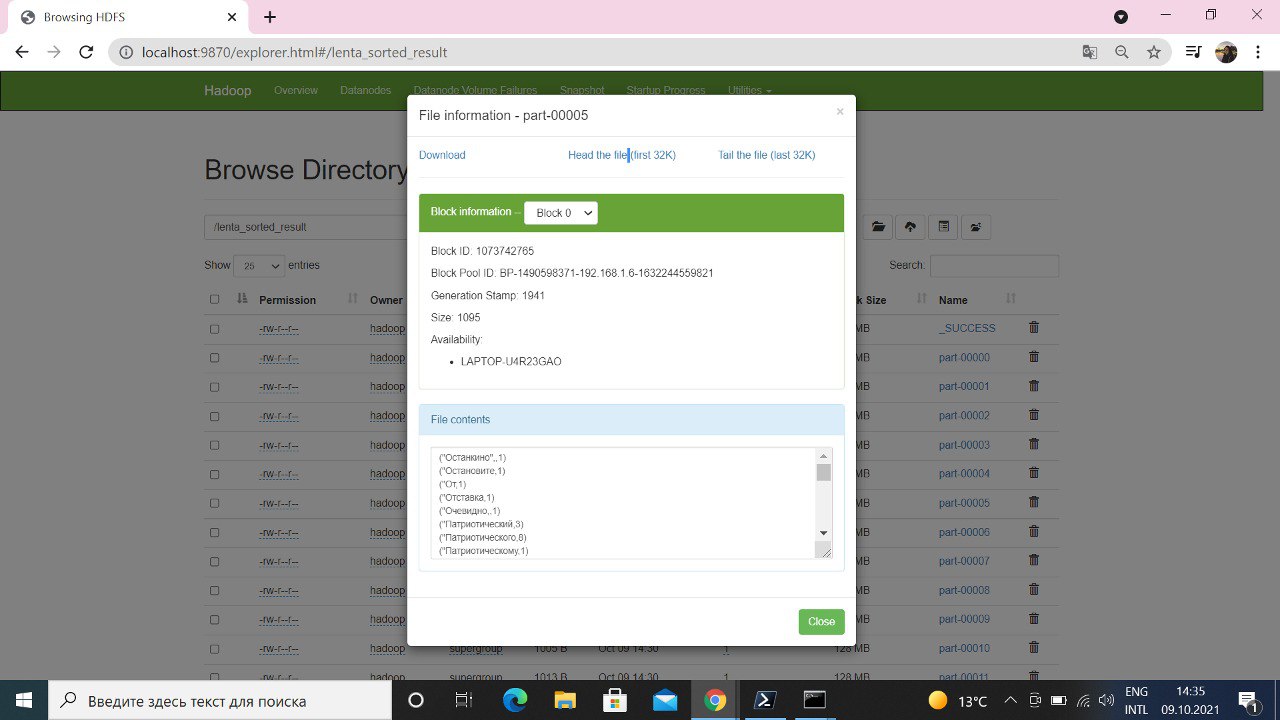 Browsing HDFS
localhost:9870/explorer.html#/lenta_sorted_result
Hadoop Overview Datanodes Datanode Volume Failures Snapshot Startup Progress Utilities
File information - part-00005 ×
Download Head the file (first 32K) Tail the file (last 32K)
Browse Directory
Block information -- Block 0
/lenta_sorted_result
Block ID: 1073742765
Show 25 entries Search:
Block Pool ID: BP-1490598371-192.168.1.6-1632244559821
Generation Stamp: 1941
Permission Owner k Size Name
Size: 1095
-rw-r--r-- hadoop MB _SUCCESS
Availability:
LAPTOP-U4R23GAO
-rw-r--r-- hadoop MB part-00000
-rw-r--r-- hadoop MB part-00001
-rw-r--r-- hadoop MB part-00002
File contents
-rw-r--r-- hadoop MB part-00003
("Останкино",,1)
("Остановите,1)
-rw-r--r-- hadoop MB part-00004
("От,1)
("Отставка,1)
-rw-r--r-- hadoop MB part-00005
("Очевидно,,1)
("Патриотический,3)
-rw-r--r-- hadoop MB part-00006
("Патриотического,8)
("Патриотическому,1)
-rw-r--r-- hadoop MB part-00007
-rw-r--r-- hadoop MB part-00008
-rw-r--r-- hadoop MB part-00009
Close
-rw-r--r-- hadoop supergroup 1005 B Oct 09 14:30 1 128 MB part-00010
-rw-r--r-- hadoop supergroup 1013 B Oct 09 14:30 1 128 MB part-00011
Введите здесь текст для поиска
13°C
ENG
INTL
14:35
09.10.2021
1